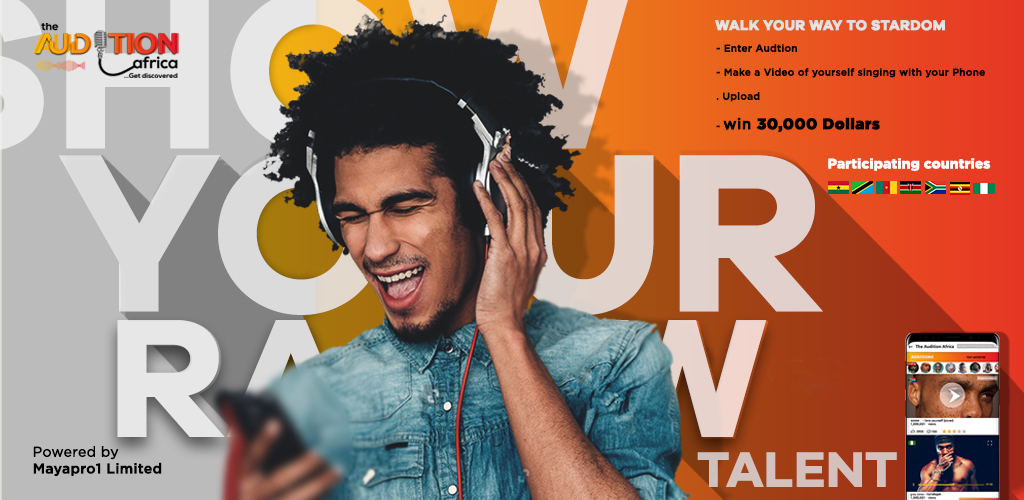 the
AUDITION
africa
...Get discovered
SHOW
YOUR
RAW
TALENT
WALK YOUR WAY TO STARDOM
- Enter Audtion
- Make a Video of yourself singing with your Phone
. Upload
- win 30,000 Dollars
Participating countries
Powered by
Mayapro1 Limited
The Audition Africa